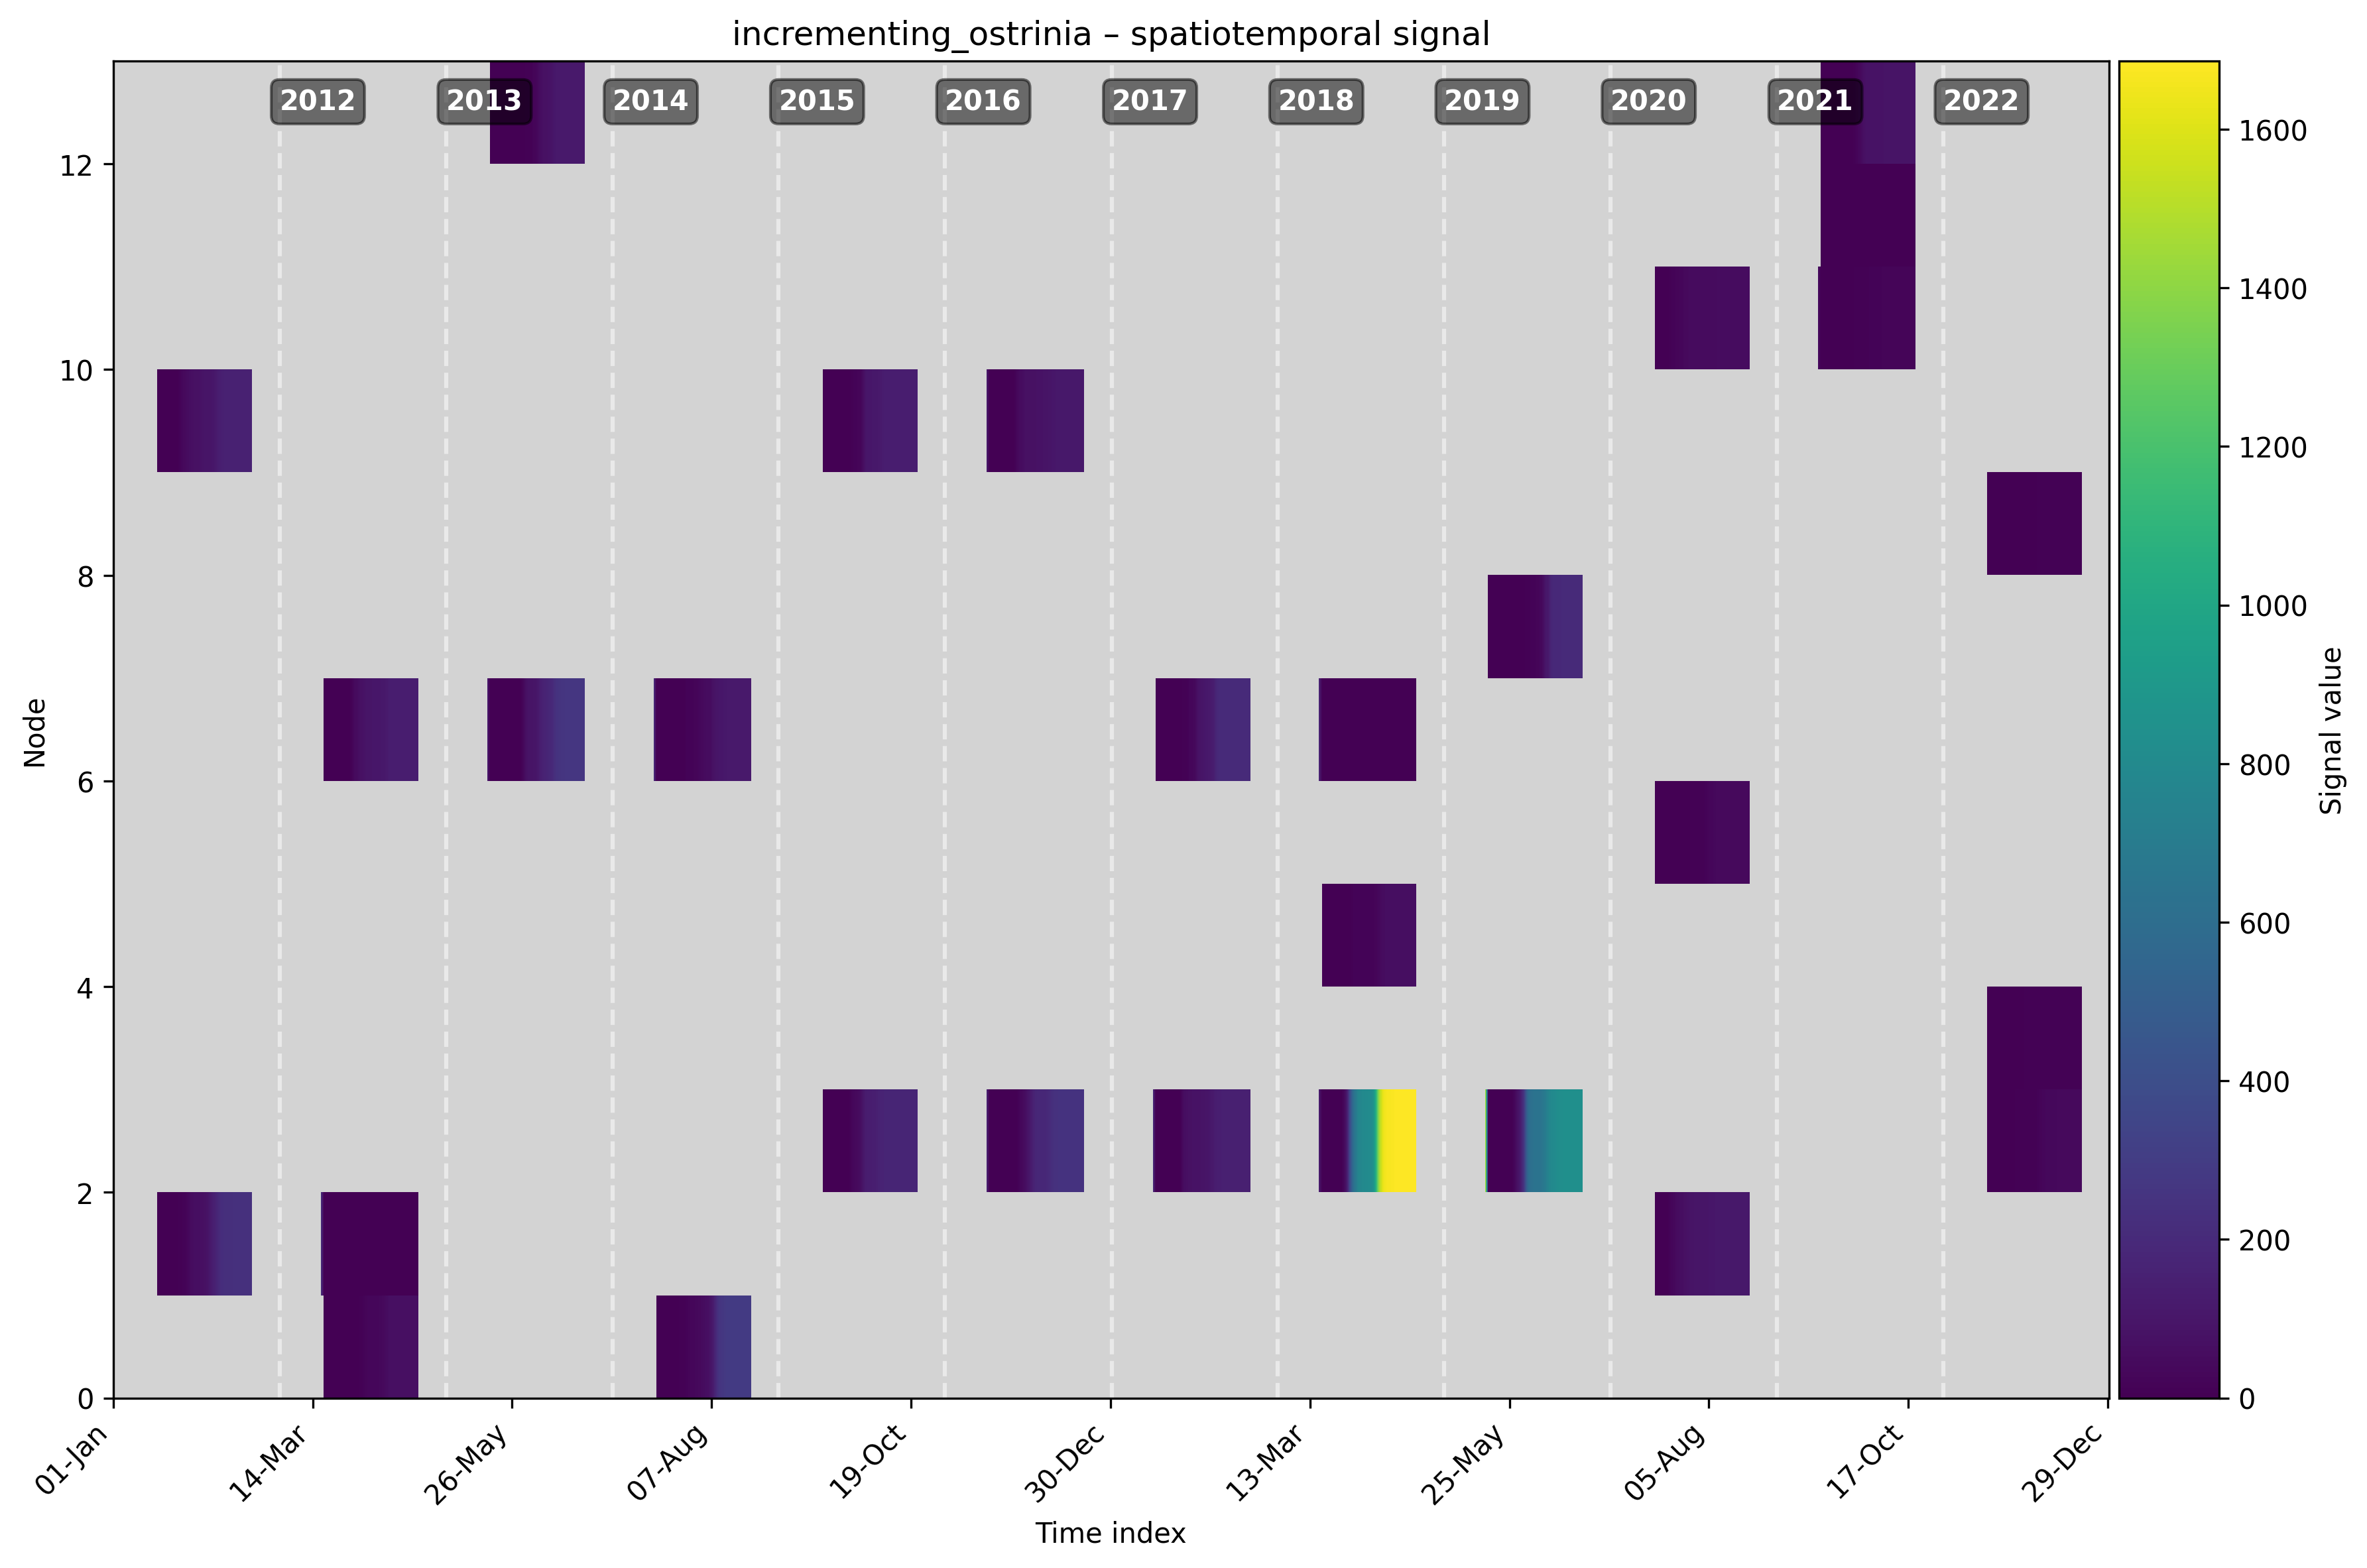 incrementing_ostrinia – spatiotemporal signal
2012
2013
2014
2015
2016
2017
2018
2019
2020
2021
2022
Node
12
10
8
6
4
2
0
01-Jan
14-Mar
26-May
07-Aug
19-Oct
30-Dec
13-Mar
25-May
05-Aug
17-Oct
29-Dec
Time index
1600
1400
1200
1000
800
600
400
200
0
Signal value